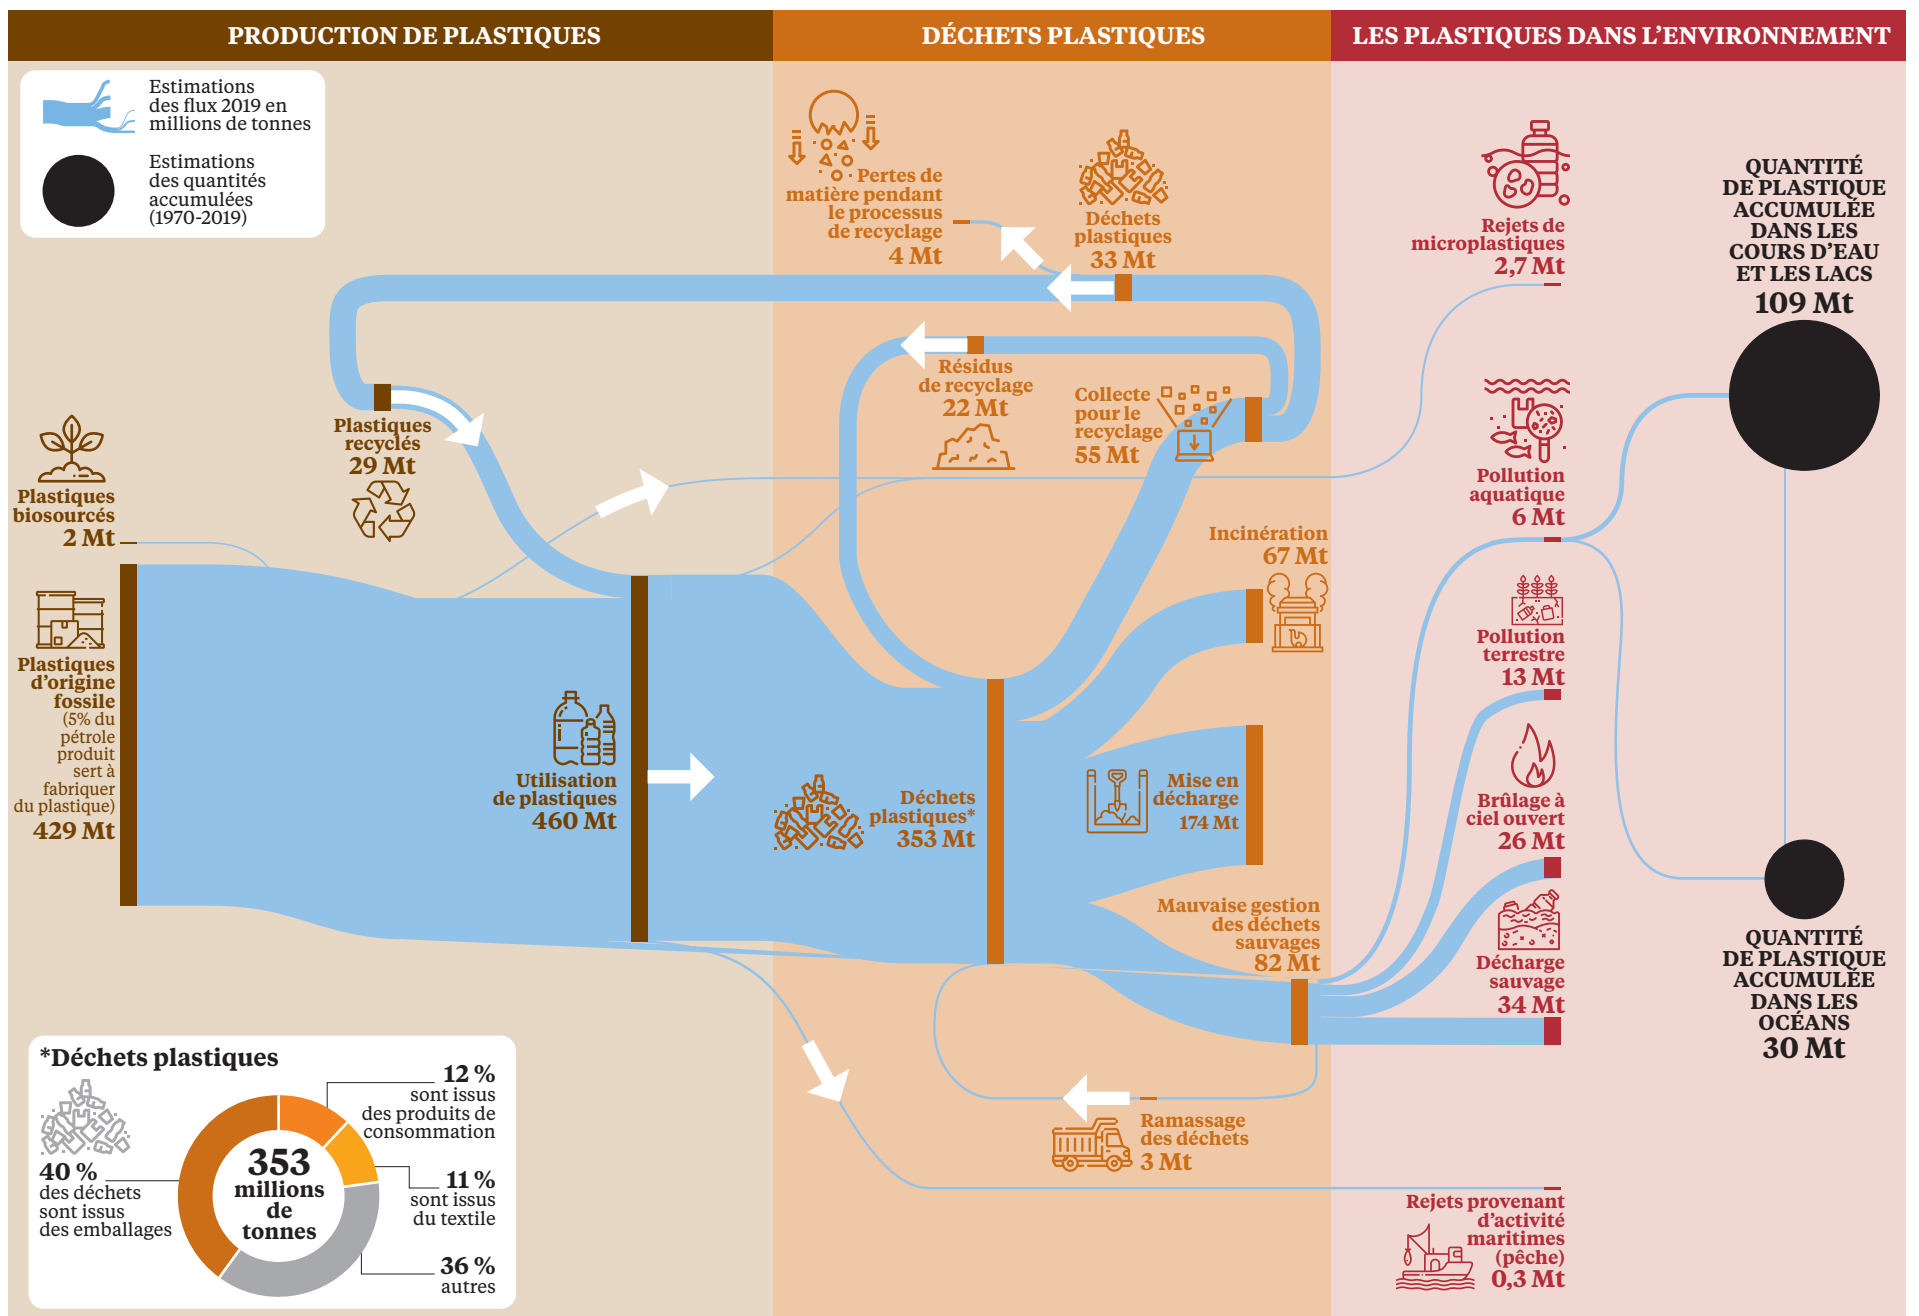 PRODUCTION DE PLASTIQUES
DÉCHETS PLASTIQUES
LES PLASTIQUES DANS L'ENVIRONNEMENT
Estimations
des flux 2019 en
millions de tonnes
Estimations
des quantités
accumulées
(1970-2019)
Plastiques
biosourcés
2 Mt
Plastiques
d'origine
fossile
(5% du
pétrole
produit
sert à
fabriquer
du plastique)
429 Mt
Plastiques
recyclés
29 Mt
Utilisation
de plastiques
460 Mt
Pertes de
matière pendant
le processus
de recyclage
4 Mt
Déchets
plastiques
33 Mt
Résidus
de recyclage
22 Mt
Collecte
pour le
recyclage
55 Mt
Incinération
67 Mt
Déchets
plastiques*
353 Mt
Mise en
décharge
174 Mt
Mauvaise gestion
des déchets
sauvages
82 Mt
Ramassage
des déchets
3 Mt
Rejets de
microplastiques
2,7 Mt
Pollution
aquatique
6 Mt
Pollution
terrestre
13 Mt
Brûlage à
ciel ouvert
26 Mt
Décharge
sauvage
34 Mt
Rejets provenant
d'activité
maritimes
(pêche)
0,3 Mt
QUANTITÉ
DE PLASTIQUE
ACCUMULÉE
DANS LES
COURS D'EAU
ET LES LACS
109 Mt
QUANTITÉ
DE PLASTIQUE
ACCUMULÉE
DANS LES
OCÉANS
30 Mt
*Déchets plastiques
12 %
sont issus
des produits de
consommation
11 %
sont issus
du textile
36 %
autres
40 %
des déchets
sont issus
des emballages
353
millions
de
tonnes